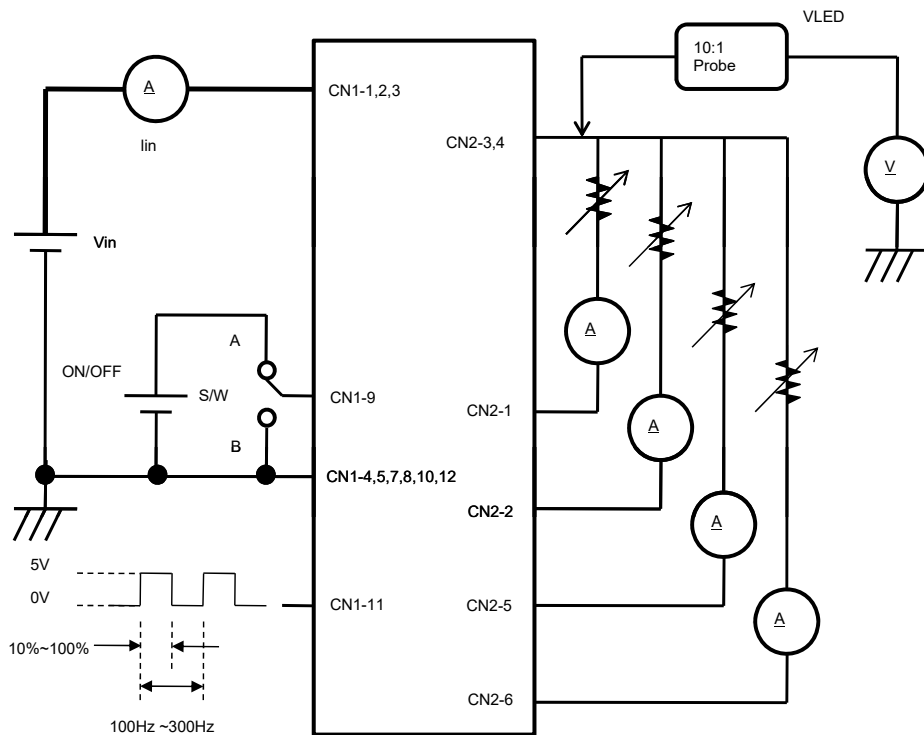 VLED
10:1
Probe
A
CN1-1,2,3
Iin
CN2-3,4
V
Vin
A
A
ON/OFF
S/W
CN1-9
CN2-1
A
B
CN1-4,5,7,8,10,12
CN2-2
A
5V
0V
CN1-11
CN2-5
A
10%~100%
CN2-6
100Hz ~300Hz